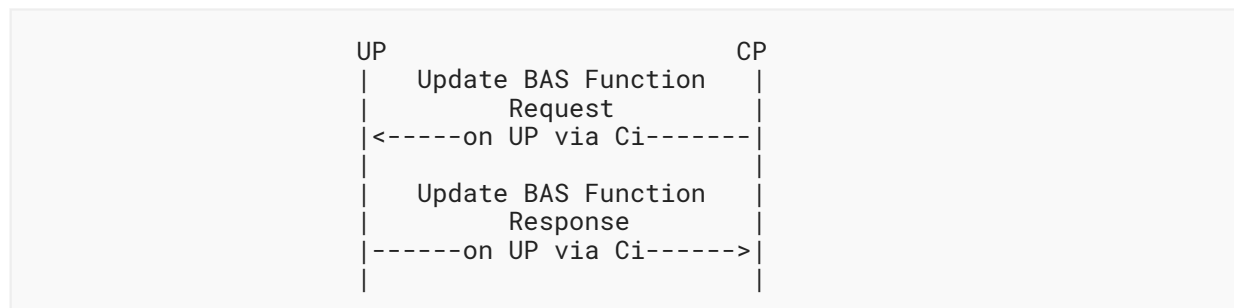 UP                       CP
|   Update BAS Function   |
|         Request         |
|<-----on UP via Ci-------|
|                         |
|   Update BAS Function   |
|         Response        |
|------on UP via Ci------>|
|                         |